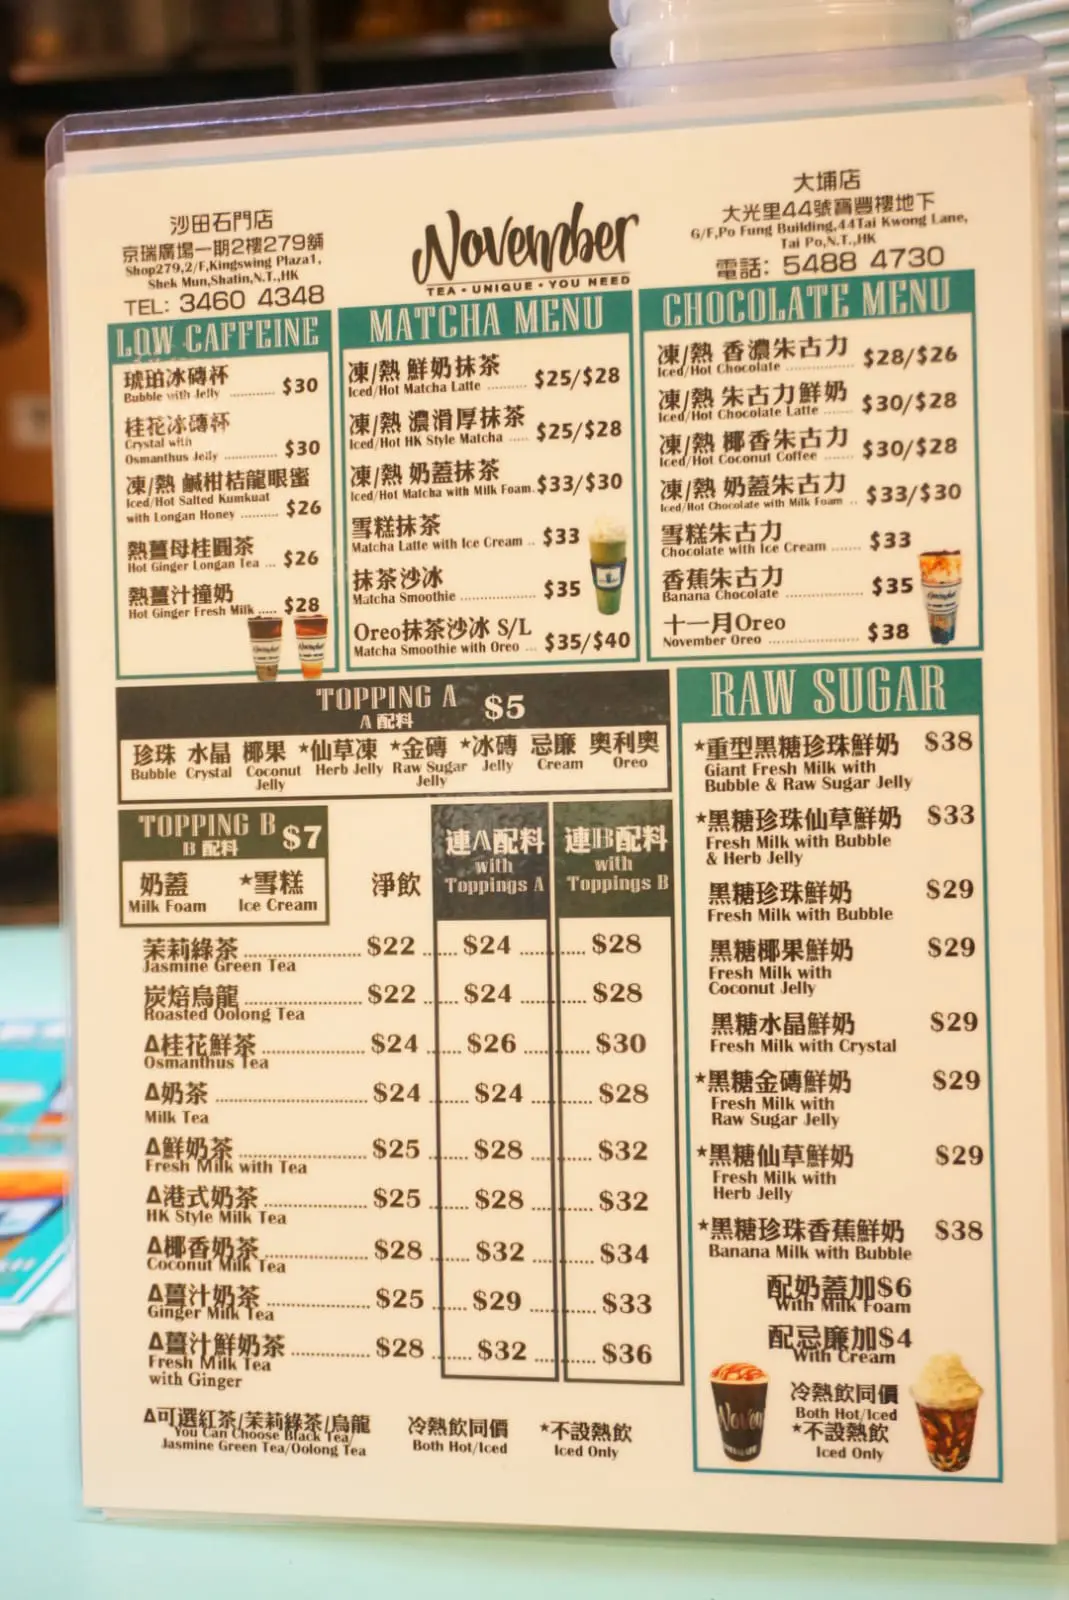 沙田石門店
京瑞廣場一期2樓279舖
Shop279,2/F,Kingswing Plaza1,
Shek Mun,Shatin,N.T.,HK
TEL: 3460 4348
November
TEA • UNIQUE • YOU NEED
大埔店
大光里44號寶豐樓地下
G/F,Po Fung Building,44Tai Kwong Lane,
Tai Po,N.T.,HK
電話: 5488 4730
LOW CAFFEINE
琥珀冰磚杯
Bubble with Jelly ........... $30
桂花冰磚杯
Crystal with
Osmanthus Jelly ........... $30
凍/熱 鹹柑桔龍眼蜜
Iced/Hot Salted Kumkuat
with Longan Honey .......... $26
熱薑母桂圓茶
Hot Ginger Longan Tea ... $26
熱薑汁撞奶
Hot Ginger Fresh Milk ..... $28
MATCHA MENU
凍/熱 鮮奶抹茶
Iced/Hot Matcha Latte .......... $25/$28
凍/熱 濃滑厚抹茶
Iced/Hot HK Style Matcha ..... $25/$28
凍/熱 奶蓋抹茶
Iced/Hot Matcha with Milk Foam. $33/$30
雪糕抹茶
Matcha Latte with Ice Cream .. $33
抹茶沙冰
Matcha Smoothie .................. $35
Oreo抹茶沙冰 S/L
Matcha Smoothie with Oreo ... $35/$40
CHOCOLATE MENU
凍/熱 香濃朱古力
Iced/Hot Chocolate ................ $28/$26
凍/熱 朱古力鮮奶
Iced/Hot Chocolate Latte ....... $30/$28
凍/熱 椰香朱古力
Iced/Hot Coconut Coffee ....... $30/$28
凍/熱 奶蓋朱古力
Iced/Hot Chocolate with Milk Foam .. $33/$30
雪糕朱古力
Chocolate with Ice Cream ....... $33
香蕉朱古力
Banana Chocolate ................... $35
十一月Oreo
November Oreo ....................... $38
TOPPING A
A 配料
$5
珍珠 水晶 椰果 *仙草凍 *金磚 *冰磚 忌廉 奧利奧
Bubble Crystal Coconut Jelly Herb Jelly Raw Sugar Jelly Jelly Cream Oreo
TOPPING B
B 配料
$7
奶蓋 *雪糕
Milk Foam Ice Cream
淨飲
連A配料
with
Toppings A
連B配料
with
Toppings B
茉莉綠茶 ........ $22 ..... $24 ........ $28
Jasmine Green Tea
炭焙烏龍 ........ $22 ..... $24 ........ $28
Roasted Oolong Tea
Δ桂花鮮茶 ........ $24 ..... $26 ........ $30
Osmanthus Tea
Δ奶茶 ........ $24 ..... $24 ........ $28
Milk Tea
Δ鮮奶茶 ........ $25 ..... $28 ........ $32
Fresh Milk with Tea
Δ港式奶茶 ........ $25 ..... $28 ........ $32
HK Style Milk Tea
Δ椰香奶茶 ........ $28 ..... $32 ........ $34
Coconut Milk Tea
Δ薑汁奶茶 ........ $25 ..... $29 ........ $33
Ginger Milk Tea
Δ薑汁鮮奶茶 ........ $28 ..... $32 ........ $36
Fresh Milk Tea
with Ginger
Δ可選紅茶/茉莉綠茶/烏龍
You Can Choose Black Tea/
Jasmine Green Tea/Oolong Tea
冷熱飲同價
Both Hot/Iced
*不設熱飲
Iced Only
RAW SUGAR
*重型黑糖珍珠鮮奶 $38
Giant Fresh Milk with
Bubble & Raw Sugar Jelly
*黑糖珍珠仙草鮮奶 $33
Fresh Milk with Bubble
& Herb Jelly
黑糖珍珠鮮奶 $29
Fresh Milk with Bubble
黑糖椰果鮮奶 $29
Fresh Milk with
Coconut Jelly
黑糖水晶鮮奶 $29
Fresh Milk with Crystal
*黑糖金磚鮮奶 $29
Fresh Milk with
Raw Sugar Jelly
*黑糖仙草鮮奶 $29
Fresh Milk with
Herb Jelly
*黑糖珍珠香蕉鮮奶 $38
Banana Milk with Bubble
配奶蓋加$6
With Milk Foam
配忌廉加$4
With Cream
冷熱飲同價
Both Hot/Iced
*不設熱飲
Iced Only